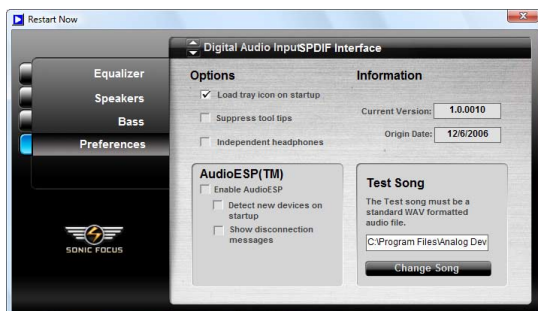 Restart Now
Digital Audio InputSPDIF Interface
Equalizer
Speakers
Bass
Preferences
SONIC FOCUS
Options
Load tray icon on startup
Suppress tool tips
Independent headphones
Information
Current Version: 1.0.0010
Origin Date: 12/6/2006
AudioESP(TM)
Enable AudioESP
Detect new devices on
startup
Show disconnection
messages
Test Song
The Test song must be a
standard WAV formatted
audio file.
C:\Program Files\Analog Dev
Change Song